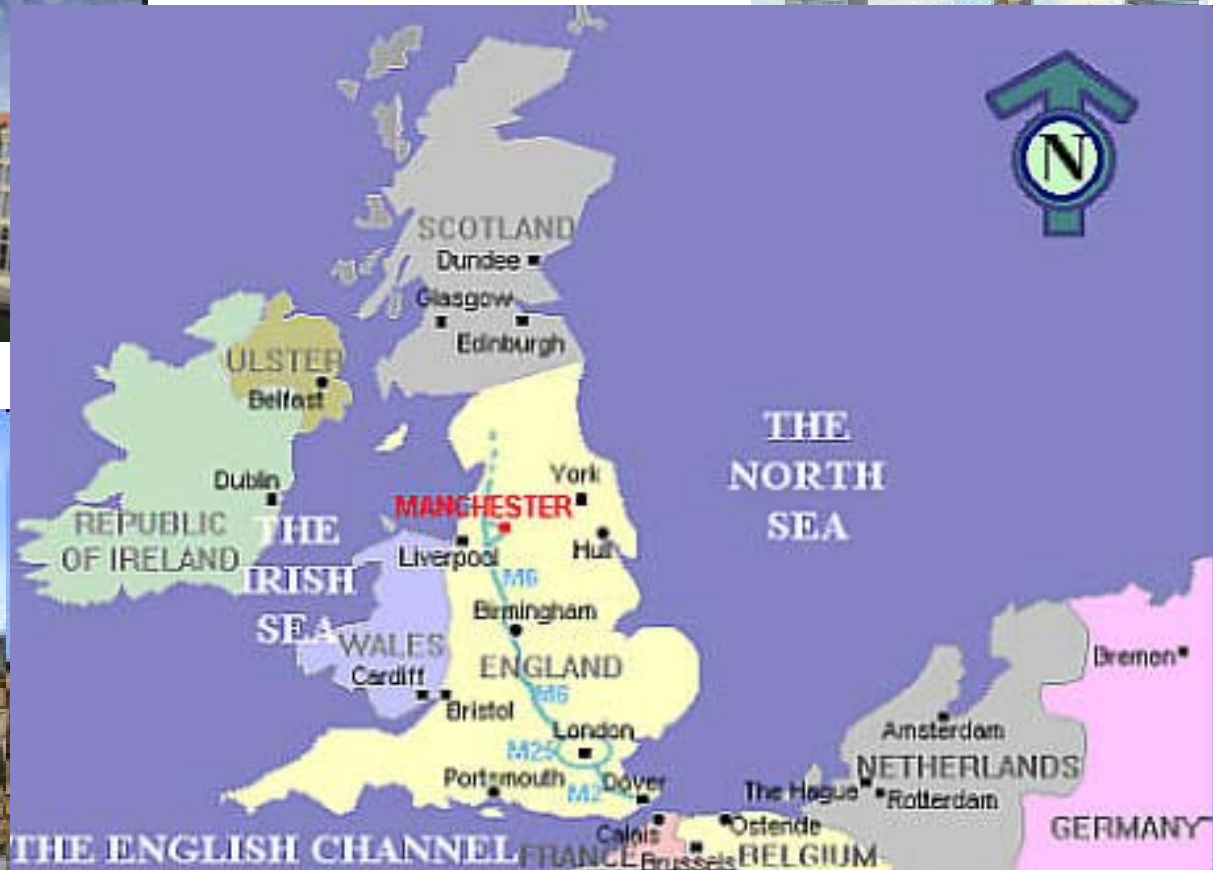 N
SCOTLAND
Dundee
Glasgow
Edinburgh
ULSTER
Belfast
THE
NORTH
SEA
York
Dublin
MANCHESTER
REPUBLIC
OF IRELAND
THE
IRISH
SEA
Hull
Liverpool
M6
Birmingham
WALES
ENGLAND
Cardiff
M6
Bristol
Bremen
London
Amsterdam
M25
NETHERLANDS
Portsmouth
Dover
M2
The Hague
Rotterdam
Calais
Ostende
GERMANY
THE ENGLISH CHANNEL
FRANCE
Brussels
BELGIUM